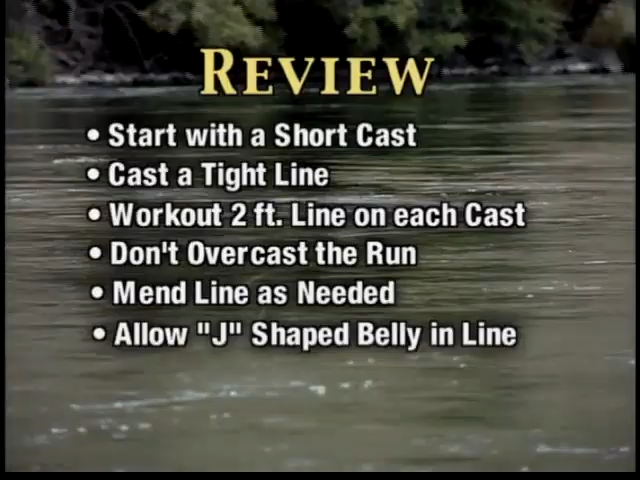 REVIEW
• Start with a Short Cast
• Cast a Tight Line
• Workout 2 ft. Line on each Cast
• Don't Overcast the Run
• Mend Line as Needed
• Allow "J" Shaped Belly in Line